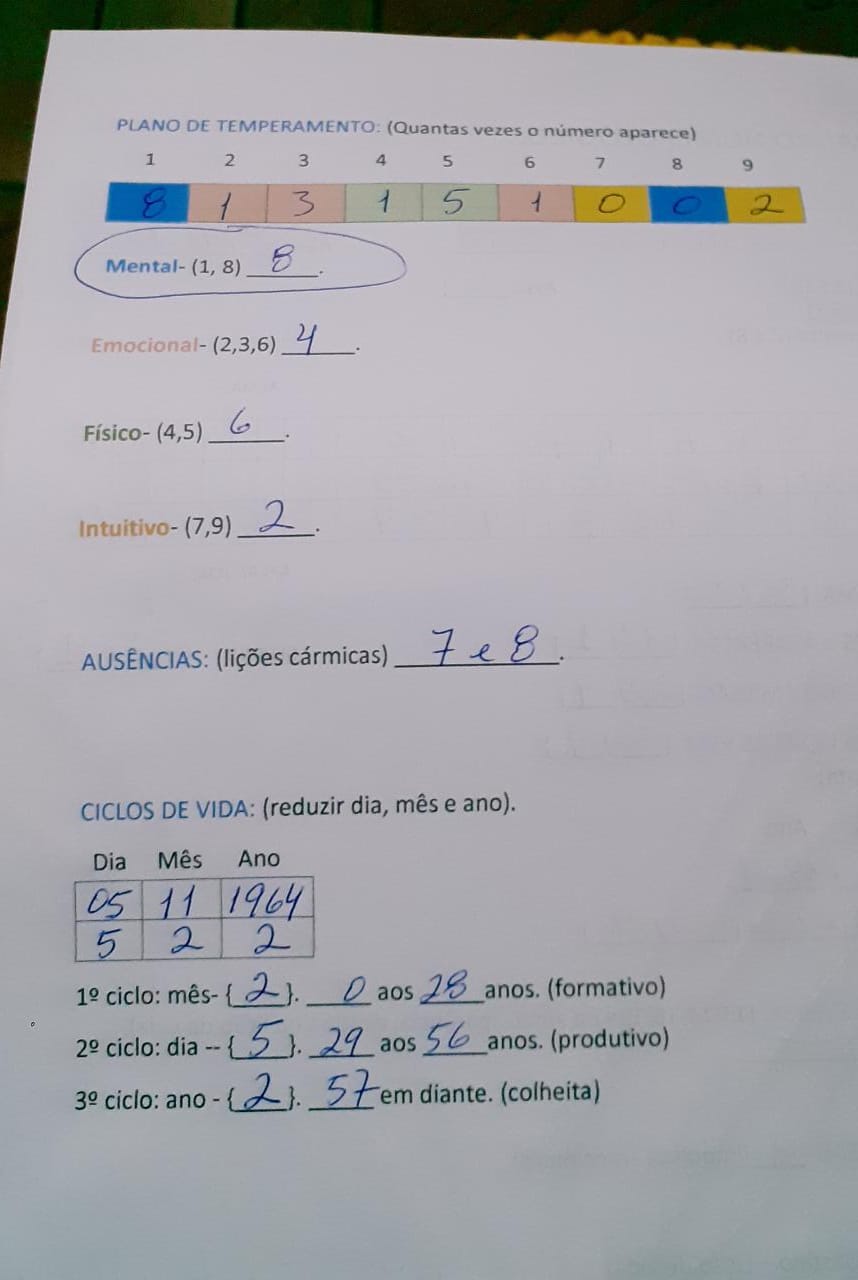 PLANO DE TEMPERAMENTO: (Quantas vezes o número aparece)
1 2 3 4 5 6 7 8 9
8 1 3 1 5 1 0 0 2
Mental- (1, 8) 8.
Emocional- (2,3,6) 4.
Físico- (4,5) 6.
Intuitivo- (7,9) 2.
AUSÊNCIAS: (lições cármicas) 7 e 8.
CICLOS DE VIDA: (reduzir dia, mês e ano).
Dia Mês Ano
05 11 1964
5 2 2
1º ciclo: mês- {2}. 0 aos 28 anos. (formativo)
2º ciclo: dia -- {5}. 29 aos 56 anos. (produtivo)
3º ciclo: ano - {2}. 57 em diante. (colheita)